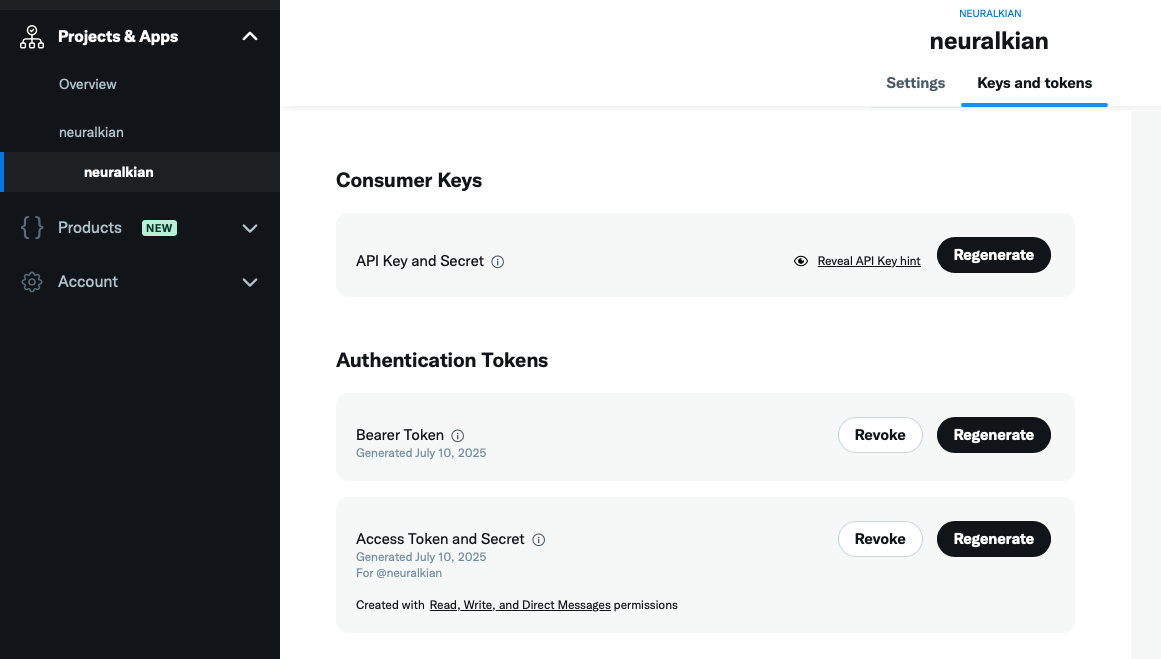 Projects & Apps
Overview
neuralkian
neuralkian
Products NEW
Account
NEURALKIAN
neuralkian
Settings Keys and tokens
Consumer Keys
API Key and Secret Reveal API Key hint Regenerate
Authentication Tokens
Bearer Token Revoke Regenerate
Generated July 10, 2025
Access Token and Secret Revoke Regenerate
Generated July 10, 2025
For @neuralkian
Created with Read, Write, and Direct Messages permissions